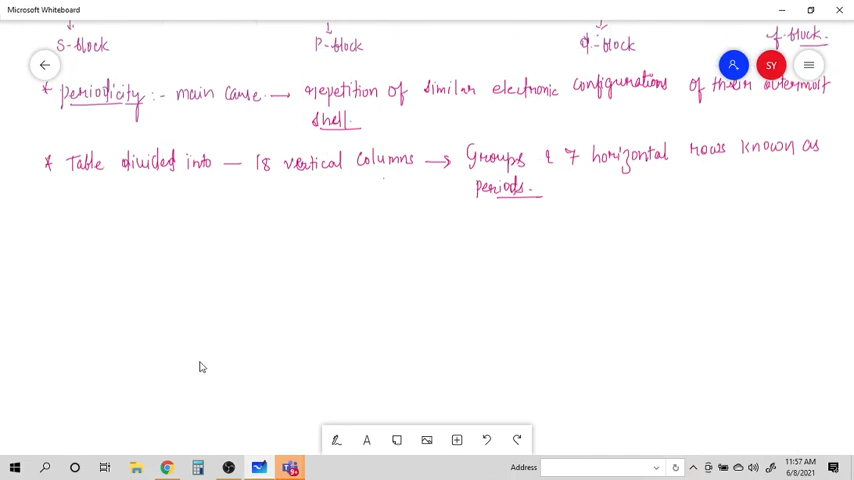 Microsoft Whiteboard
S-block P-block d-block f-block.
* periodicity :- main cause → repetition of similar electronic configurations of their outermost
shell.
* Table divided into — 18 vertical columns → Groups & 7 horizontal rows known as
periods.
SY
A
9+
Address
11:57 AM
6/8/2021